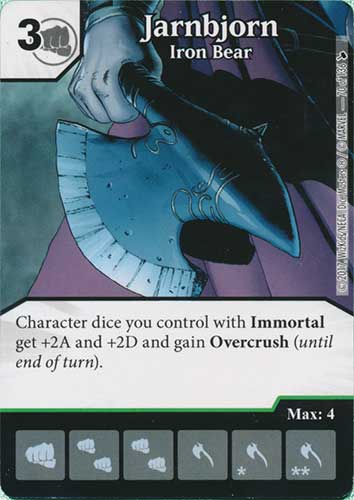 3
Jarnbjorn
Iron Bear
Character dice you control with Immortal
get +2A and +2D and gain Overcrush (until
end of turn).
Max: 4
*
**